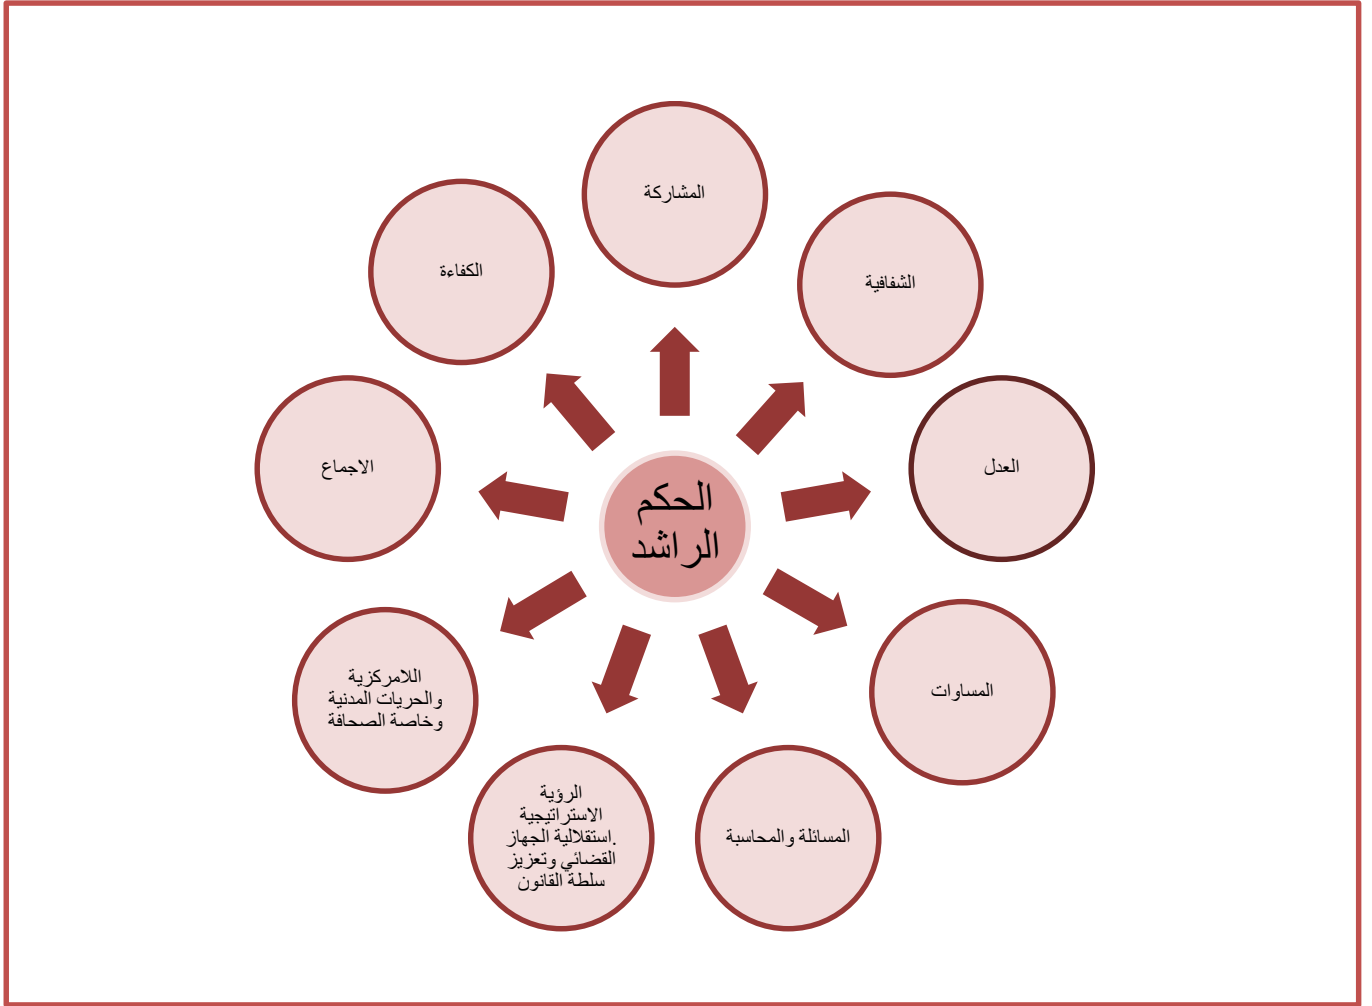 المشاركة
الكفاءة
الشفافية
الاجماع
العدل
الحكم
الراشد
اللامركزية
والحريات المدنية
وخاصة الصحافة
المساوات
الرؤية
الاستراتيجية
.استقلالية الجهاز
القضائي وتعزيز
سلطة القانون
المسائلة والمحاسبة